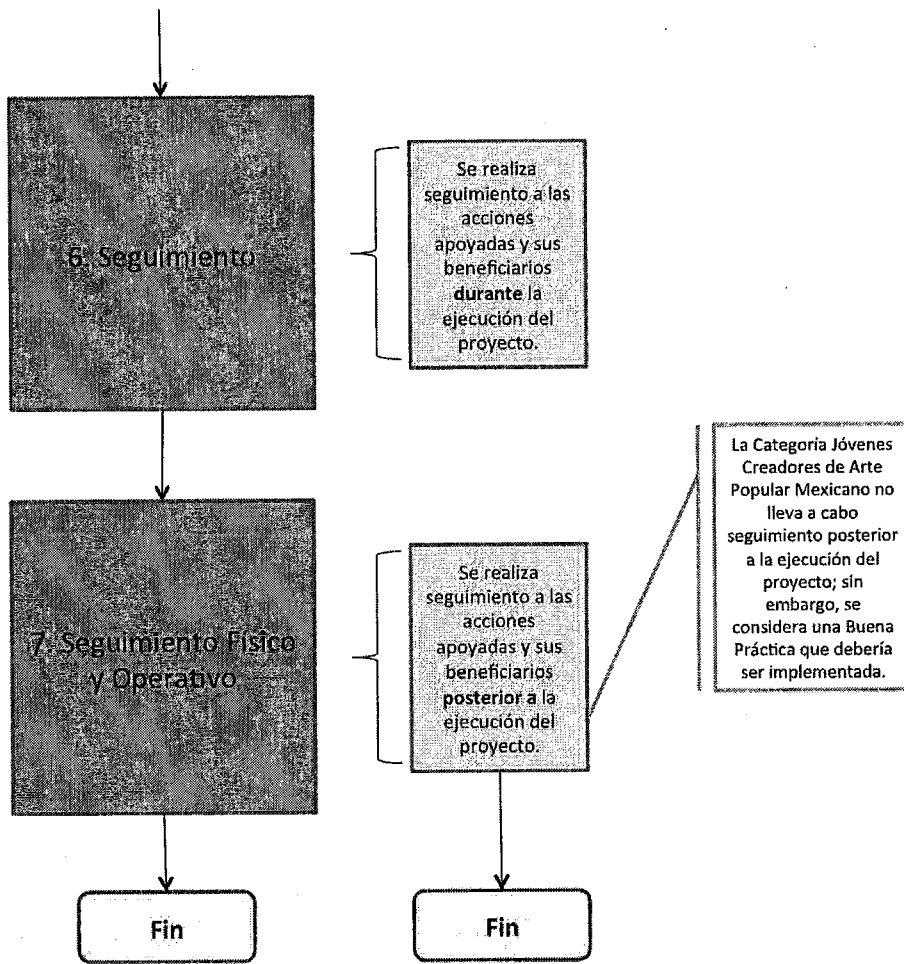 6. Seguimiento
Se realiza
seguimiento a las
acciones
apoyadas y sus
beneficiarios
durante la
ejecución del
proyecto.
La Categoría Jóvenes
Creadores de Arte
Popular Mexicano no
lleva a cabo
seguimiento posterior
a la ejecución del
proyecto; sin
embargo, se
considera una Buena
Práctica que debería
ser implementada.
7. Seguimiento Físico
y Operativo
Se realiza
seguimiento a las
acciones
apoyadas y sus
beneficiarios
posterior a la
ejecución del
proyecto.
Fin
Fin